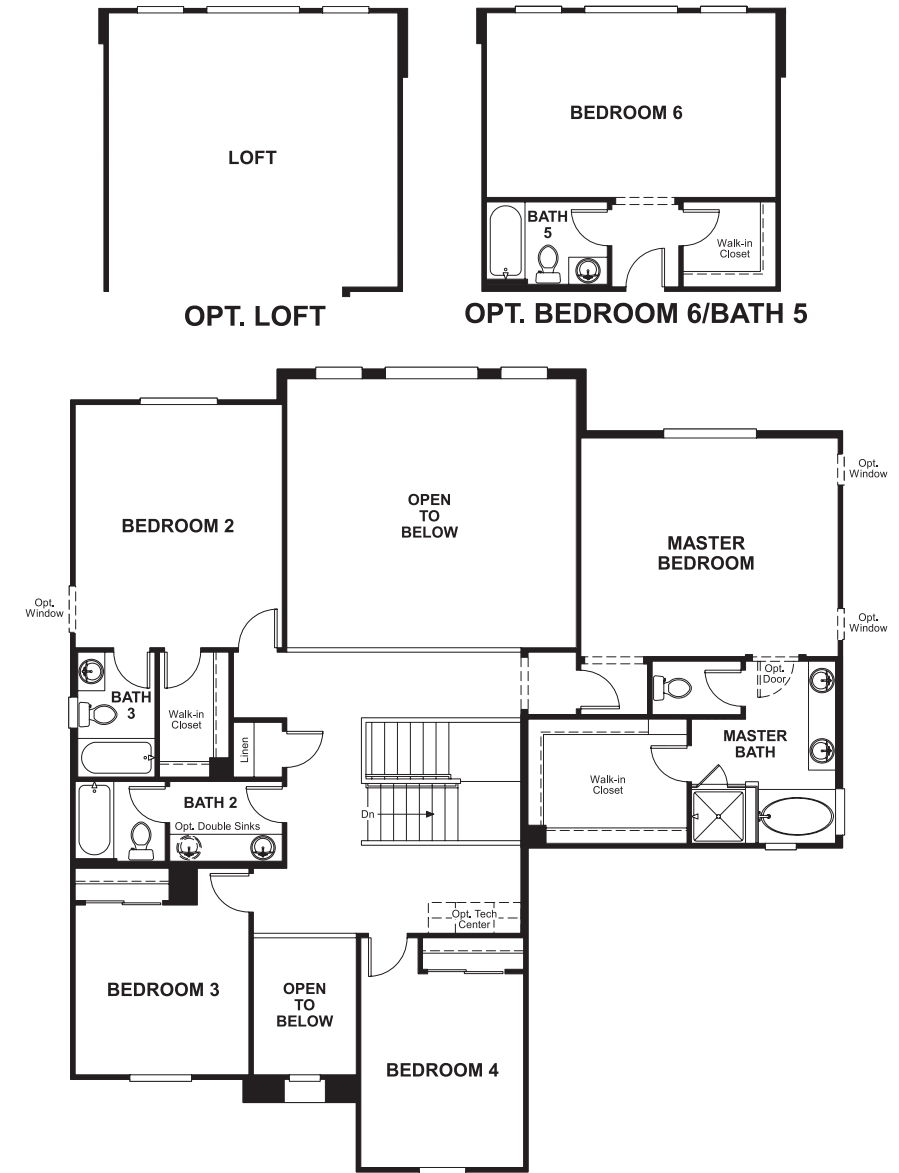 LOFT
OPT. LOFT
BEDROOM 6
BATH
5
Walk-in
Closet
OPT. BEDROOM 6/BATH 5
BEDROOM 2
OPEN
TO
BELOW
MASTER
BEDROOM
Opt.
Window
Opt.
Window
Opt.
Window
BATH
3
Walk-in
Closet
Opt.
Door
MASTER
BATH
Linen
Walk-in
Closet
BATH 2
Opt. Double Sinks
Dn
Opt. Tech
Center
BEDROOM 3
OPEN
TO
BELOW
BEDROOM 4